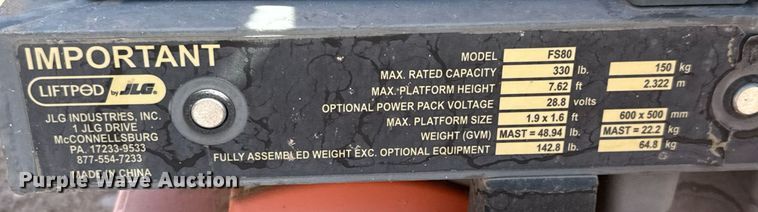 IMPORTANT
LIFTPOD by JLG
JLG INDUSTRIES, INC.
1 JLG DRIVE
McCONNELLSBURG
PA. 17233-9533
877-554-7233
MADE IN CHINA
MODEL FS80
MAX. RATED CAPACITY 330 lb. 150 kg
MAX. PLATFORM HEIGHT 7.62 ft 2.322 m
OPTIONAL POWER PACK VOLTAGE 28.8 volts
MAX. PLATFORM SIZE 1.9 x 1.6 ft 600 x 500 mm
WEIGHT (GVM) MAST = 48.94 lb. MAST = 22.2 kg
FULLY ASSEMBLED WEIGHT EXC. OPTIONAL EQUIPMENT 142.8 lb. 64.8 kg
Purple Wave Auction